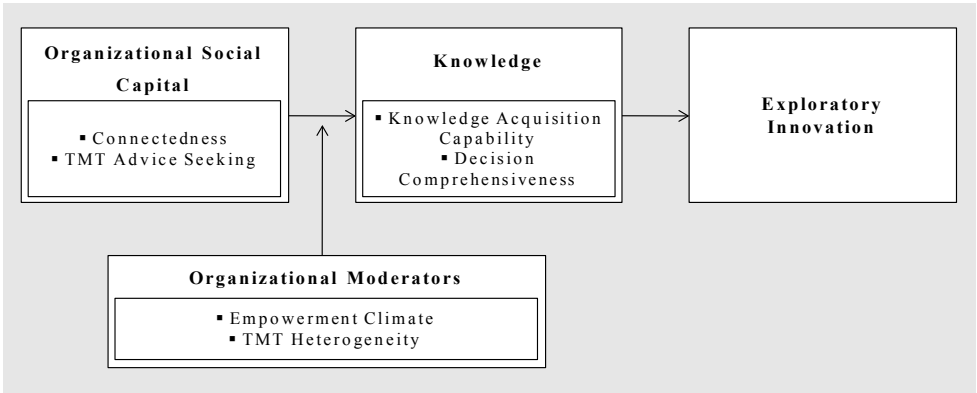 Organizational Social
Capital
▪ Connectedness
▪ TMT Advice Seeking
Knowledge
▪ Knowledge Acquisition
Capability
▪ Decision
Comprehensiveness
Exploratory
Innovation
Organizational Moderators
▪ Empowerment Climate
▪ TMT Heterogeneity